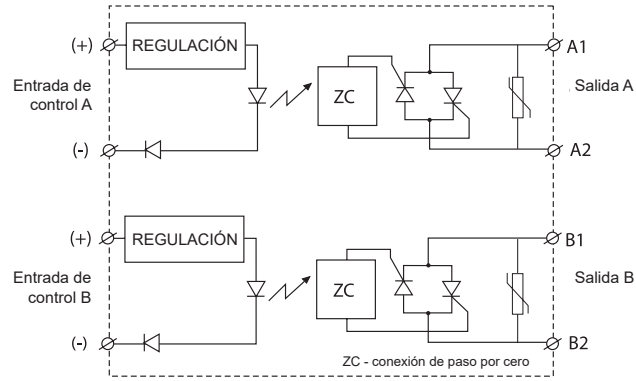 (+)
REGULACIÓN
A1
Entrada de
control A
ZC
Salida A
(-)
A2
(+)
REGULACIÓN
B1
Entrada de
control B
ZC
Salida B
(-)
B2
ZC - conexión de paso por cero